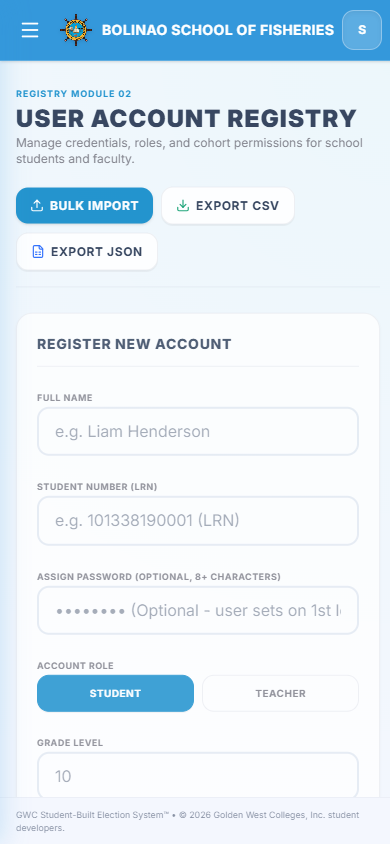 BOLINAO SCHOOL OF FISHERIES
S
REGISTRY MODULE 02
USER ACCOUNT REGISTRY
Manage credentials, roles, and cohort permissions for school
students and faculty.
BULK IMPORT
EXPORT CSV
EXPORT JSON
REGISTER NEW ACCOUNT
FULL NAME
e.g. Liam Henderson
STUDENT NUMBER (LRN)
e.g. 101338190001 (LRN)
ASSIGN PASSWORD (OPTIONAL, 8+ CHARACTERS)
•••••••• (Optional - user sets on 1st
ACCOUNT ROLE
STUDENT
TEACHER
GRADE LEVEL
10
GWC Student-Built Election System™ • © 2026 Golden West Colleges, Inc. student
developers.